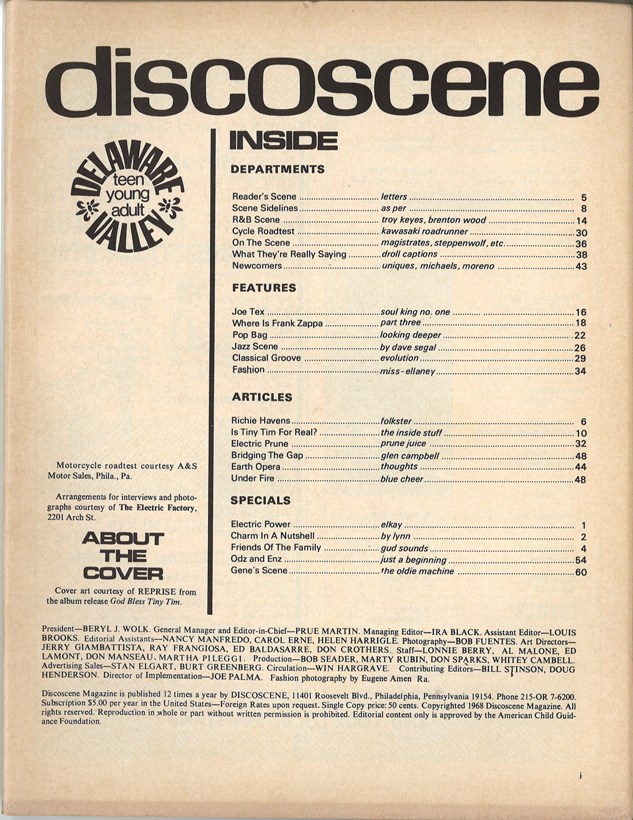 discoscene
DELAWARE
teen
young
adult
VALLEY
INSIDE
DEPARTMENTS
Reader's Scene ........ letters ........ 5
Scene Sidelines ........ as per ........ 8
R&B Scene ........ troy keyes, brenton wood ........ 14
Cycle Roadtest ........ kawasaki roadrunner ........ 30
On The Scene ........ magistrates, steppenwolf, etc. ........ 36
What They're Really Saying ........ droll captions ........ 38
Newcomers ........ uniques, michaels, moreno ........ 43
FEATURES
Joe Tex ........ soul king no. one ........ 16
Where Is Frank Zappa ........ part three ........ 18
Pop Bag ........ looking deeper ........ 22
Jazz Scene ........ by dave segal ........ 26
Classical Groove ........ evolution ........ 29
Fashion ........ miss-ellaney ........ 34
ARTICLES
Richie Havens ........ folkster ........ 6
Is Tiny Tim For Real? ........ the inside stuff ........ 10
Electric Prune ........ prune juice ........ 32
Bridging The Gap ........ glen campbell ........ 48
Earth Opera ........ thoughts ........ 44
Under Fire ........ blue cheer ........ 48
SPECIALS
Electric Power ........ elkay ........ 1
Charm In A Nutshell ........ by lynn ........ 2
Friends Of The Family ........ gud sounds ........ 4
Odz and Enz ........ just a beginning ........ 54
Gene's Scene ........ the oldie machine ........ 60
Motorcycle roadtest courtesy A&S
Motor Sales, Phila., Pa.
Arrangements for interviews and photo-
graphs courtesy of The Electric Factory,
2201 Arch St.
ABOUT
THE
COVER
Cover art courtesy of REPRISE from
the album release God Bless Tiny Tim.
President—BERYL J. WOLK. General Manager and Editor-in-Chief—PRUE MARTIN. Managing Editor—IRA BLACK. Assistant Editor—LOUIS
BROOKS. Editorial Assistants—NANCY MANFREDO, CAROL ERNE, HELEN HARRIGLE. Photography—BOB FUENTES. Art Directors—
JERRY GIAMBATTISTA, RAY FRANGIOSA, ED BALDASARRE, DON CROTHERS. Staff—LONNIE BERRY, AL MALONE, ED
LAMONT, DON MANSEAU, MARTHA PILEGGI. Production—BOB SEADER, MARTY RUBIN, DON SPARKS, WHITEY CAMBELL.
Advertising Sales—STAN ELGART, BURT GREENBERG. Circulation—WIN HARGRAVE. Contributing Editors—BILL STINSON, DOUG
HENDERSON. Director of Implementation—JOE PALMA. Fashion photography by Eugene Amen Ra.
Discoscene Magazine is published 12 times a year by DISCOSCENE, 11401 Roosevelt Blvd., Philadelphia, Pennsylvania 19154. Phone 215-OR 7-6200.
Subscription $5.00 per year in the United States—Foreign Rates upon request. Single Copy price: 50 cents. Copyrighted 1968 Discoscene Magazine. All
rights reserved. Reproduction in whole or part without written permission is prohibited. Editorial content only is approved by the American Child Guid-
ance Foundation.
i